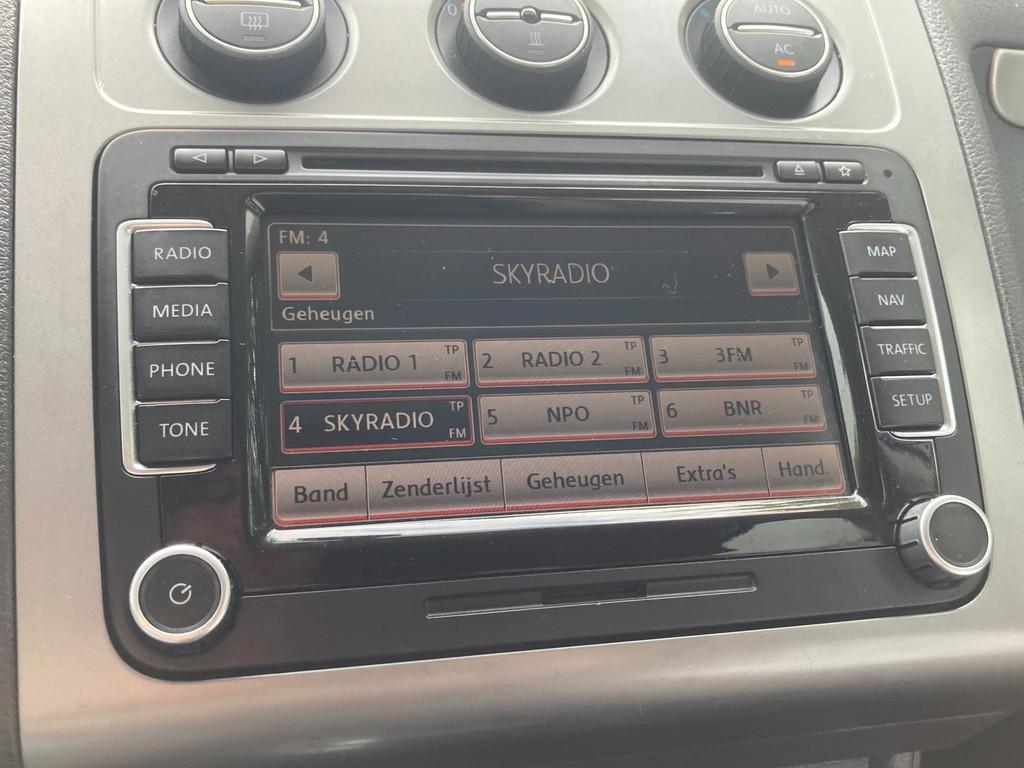 0
AUTO
AC
RADIO
MEDIA
PHONE
TONE
FM: 4
SKYRADIO
Geheugen
1 RADIO 1 TP FM
2 RADIO 2 TP FM
3 3FM TP FM
4 SKYRADIO TP FM
5 NPO TP FM
6 BNR TP FM
Band Zenderlijst Geheugen Extra's Hand.
MAP
NAV
TRAFFIC
SETUP